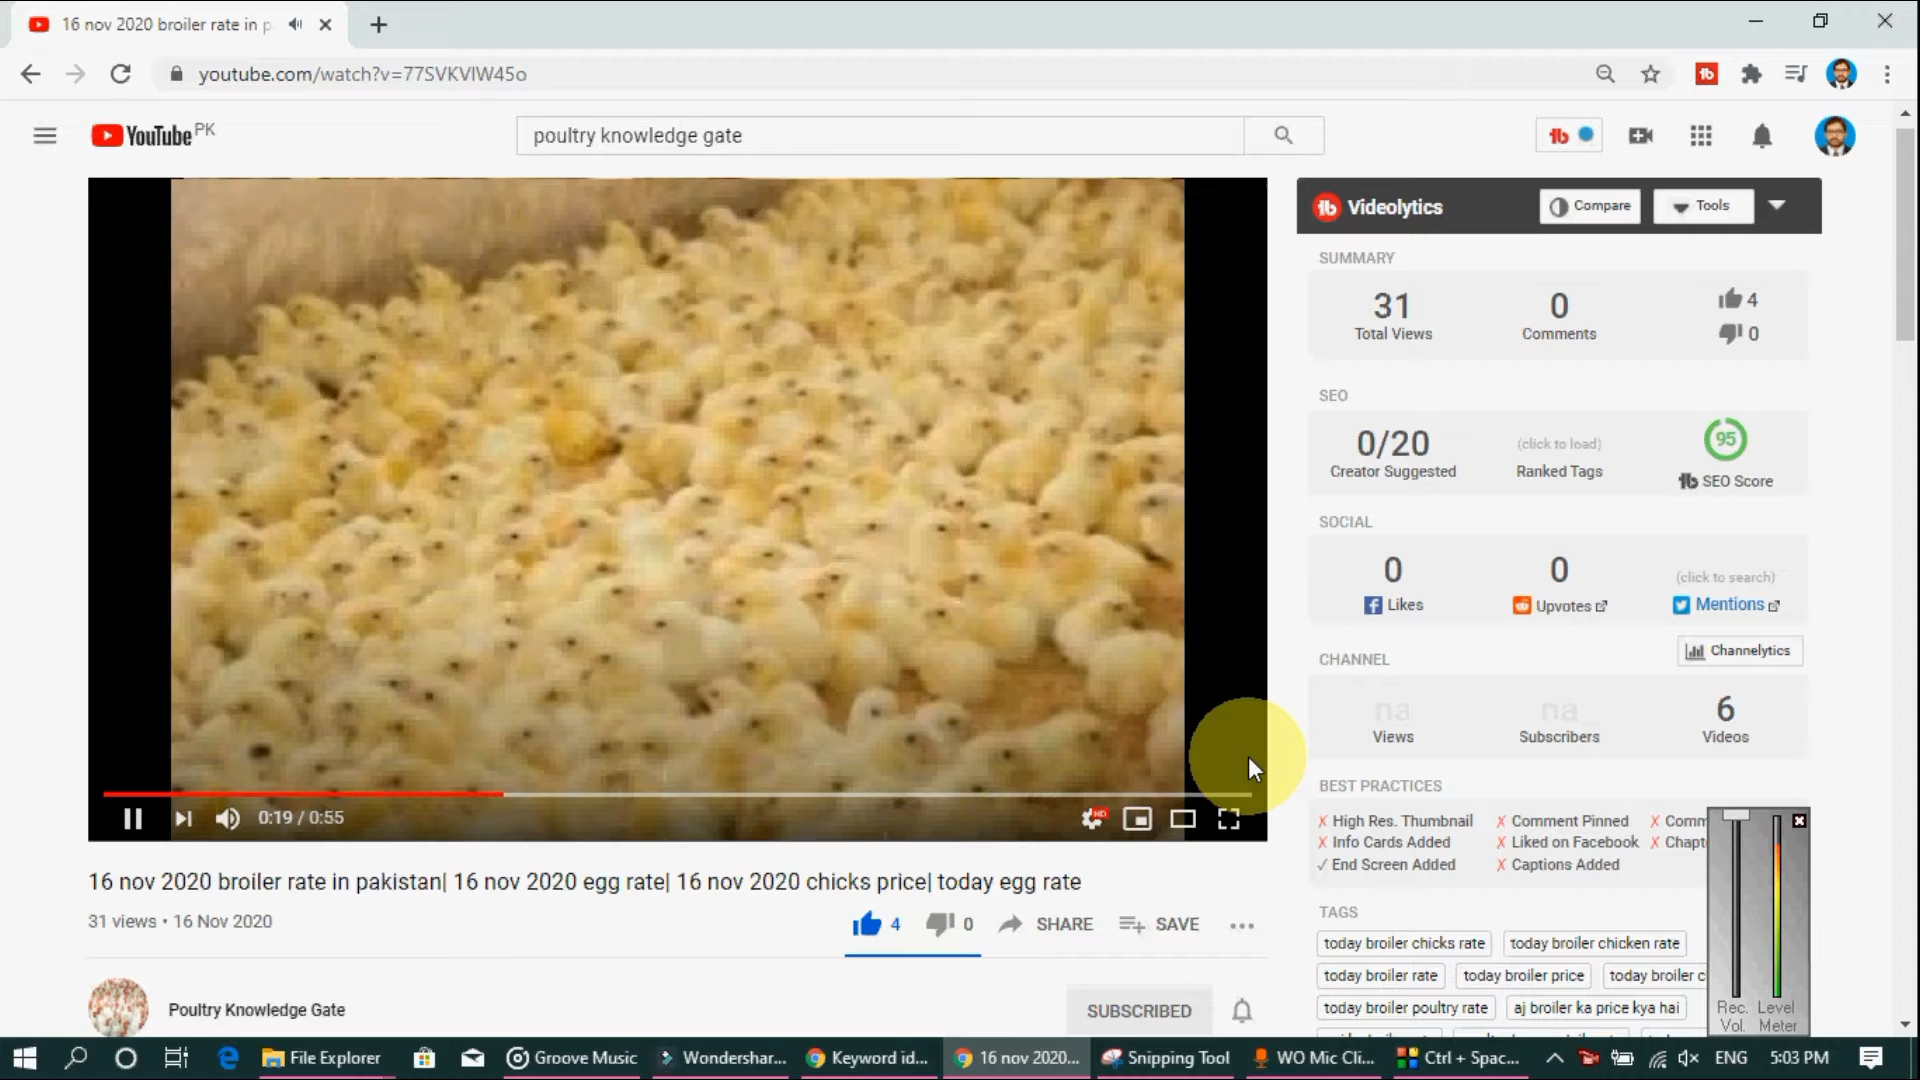 16 nov 2020 broiler rate in p
youtube.com/watch?v=77SVKVlW45o
YouTube PK
poultry knowledge gate
Videolytics
Compare
Tools
SUMMARY
31
Total Views
0
Comments
4
0
SEO
0/20
Creator Suggested
(click to load)
Ranked Tags
95
SEO Score
SOCIAL
0
Likes
0
Upvotes
(click to search)
Mentions
CHANNEL
Channelytics
na
Views
na
Subscribers
6
Videos
BEST PRACTICES
X High Res. Thumbnail
X Comment Pinned
X Comm
X Info Cards Added
X Liked on Facebook
X Chapt
✓ End Screen Added
X Captions Added
TAGS
today broiler chicks rate
today broiler chicken rate
today broiler rate
today broiler price
today broiler c
today broiler poultry rate
aj broiler ka price kya hai
Rec. Vol.
Level Meter
HD
0:19 / 0:55
16 nov 2020 broiler rate in pakistan| 16 nov 2020 egg rate| 16 nov 2020 chicks price| today egg rate
31 views • 16 Nov 2020
4
0
SHARE
SAVE
Poultry Knowledge Gate
SUBSCRIBED
File Explorer
Groove Music
Wondershar...
Keyword id...
16 nov 2020...
Snipping Tool
WO Mic Cli...
Ctrl + Spac...
ENG
5:03 PM